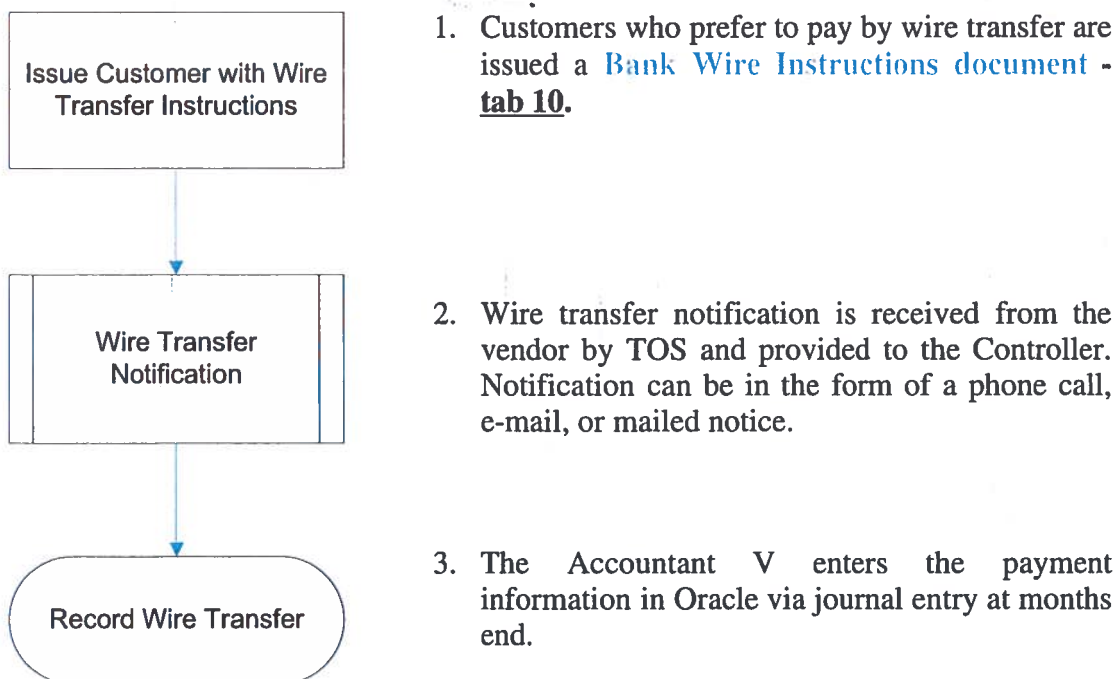 Issue Customer with Wire
Transfer Instructions
1. Customers who prefer to pay by wire transfer are
issued a Bank Wire Instructions document -
tab 10.
Wire Transfer
Notification
2. Wire transfer notification is received from the
vendor by TOS and provided to the Controller.
Notification can be in the form of a phone call,
e-mail, or mailed notice.
Record Wire Transfer
3. The Accountant V enters the payment
information in Oracle via journal entry at months
end.